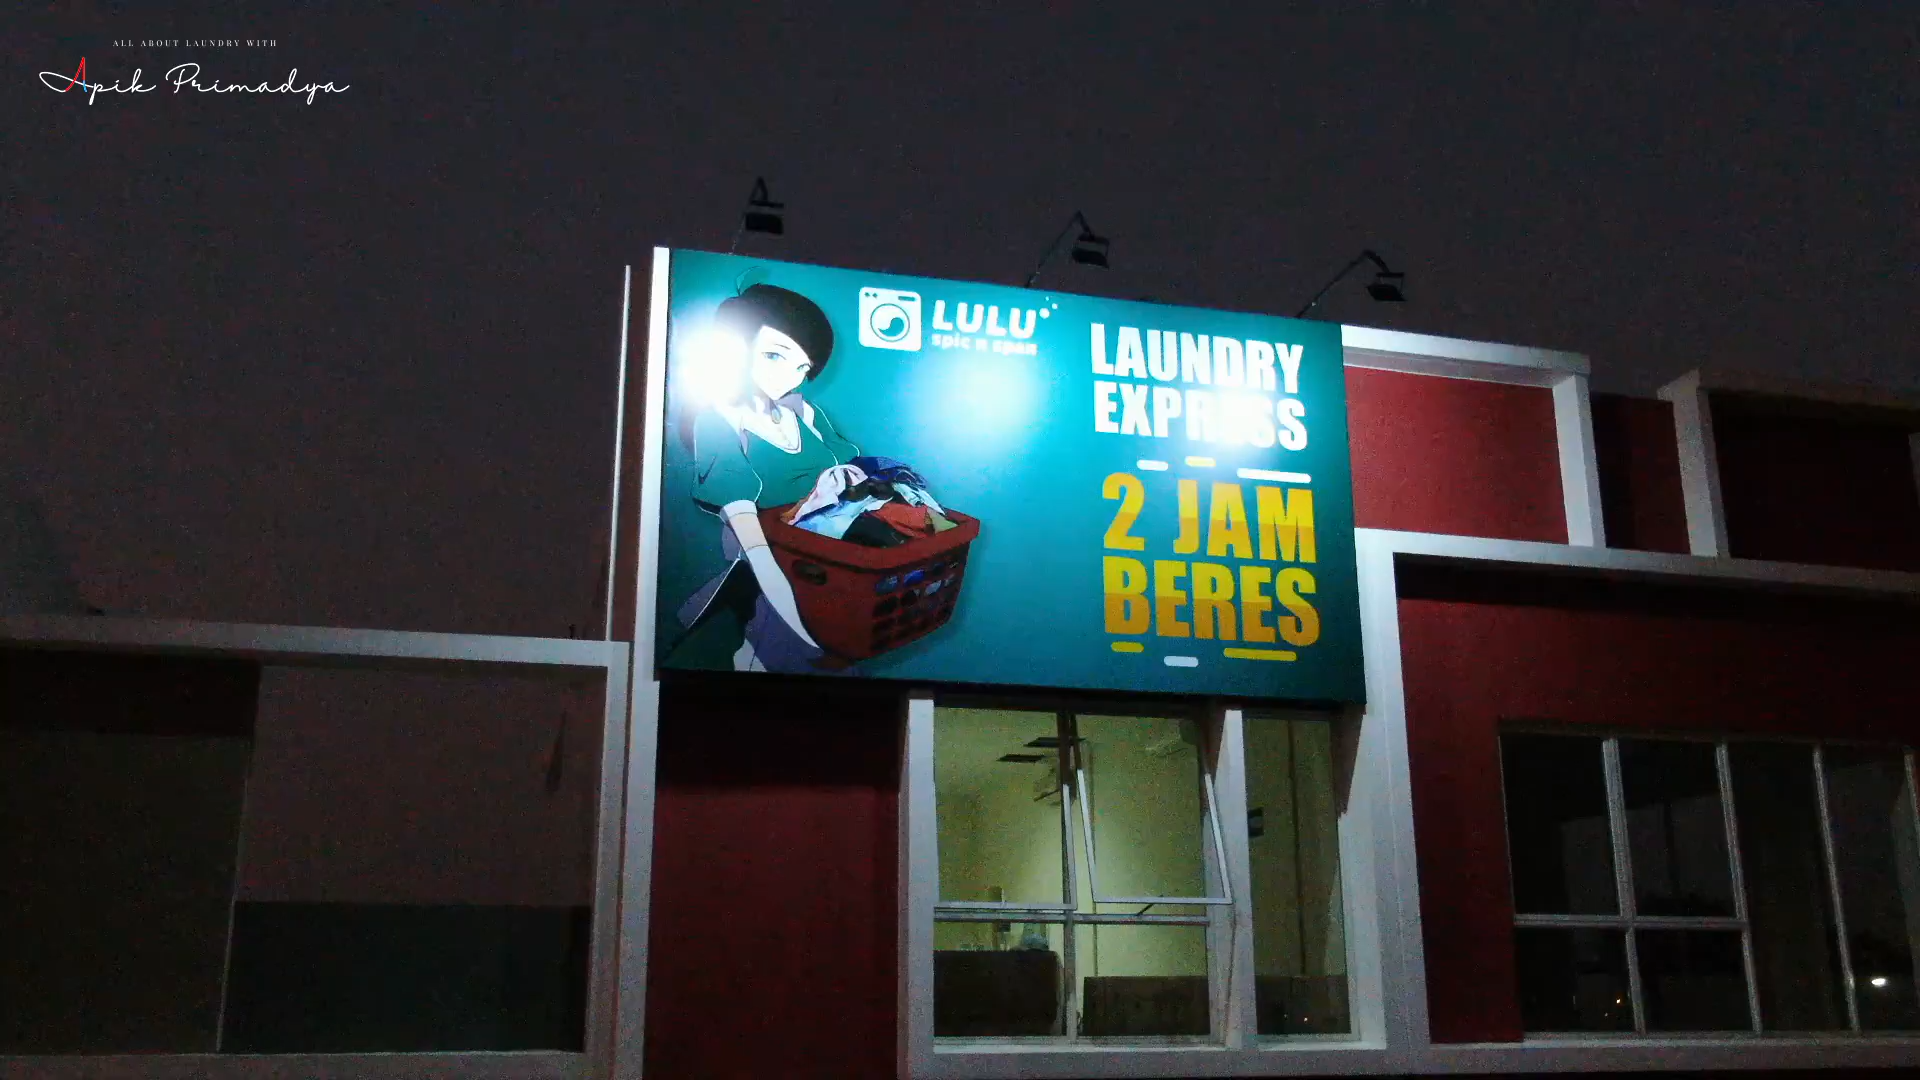 ALL ABOUT LAUNDRY WITH
Apik Primadya
LULU
spic n span
LAUNDRY
EXPRESS
2 JAM
BERES